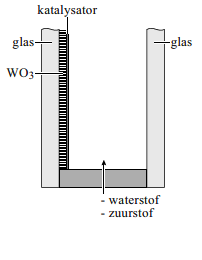 katalysator
glas
glas
WO3
- waterstof
- zuurstof